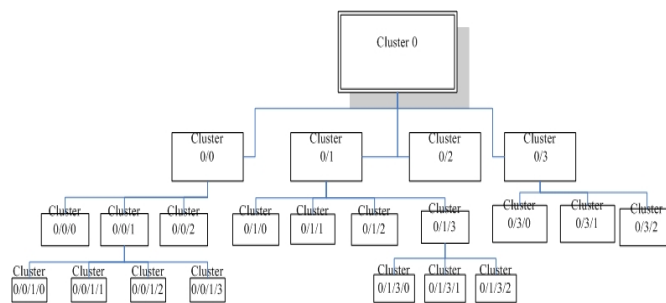 Cluster 0
Cluster
0/0
Cluster
0/1
Cluster
0/2
Cluster
0/3
Cluster
0/0/0
Cluster
0/0/1
Cluster
0/0/2
Cluster
0/1/0
Cluster
0/1/1
Cluster
0/1/2
Cluster
0/1/3
Cluster
0/3/0
Cluster
0/3/1
Cluster
0/3/2
Cluster
0/0/1/0
Cluster
0/0/1/1
Cluster
0/0/1/2
Cluster
0/0/1/3
Cluster
0/1/3/0
Cluster
0/1/3/1
Cluster
0/1/3/2